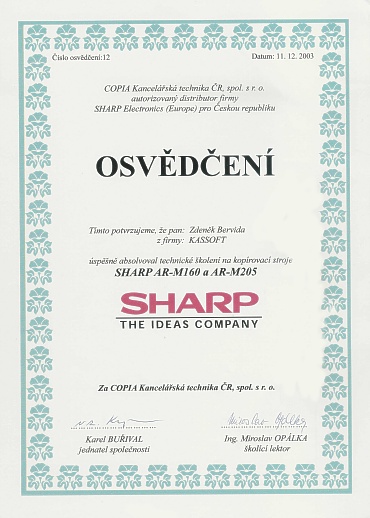 Číslo osvědčení:12
Datum: 11. 12. 2003
COPIA Kancelářská technika ČR, spol. s r. o.
autorizovaný distributor firmy
SHARP Electronics (Europe) pro Českou republiku
OSVĚDČENÍ
Tímto potvrzujeme, že pan: Zdeněk Bervida
z firmy: KASSOFT
úspěšně absolvoval technické školení na kopírovací stroje
SHARP AR-M160 a AR-M205
SHARP
THE IDEAS COMPANY
Za COPIA Kancelářská technika ČR, spol. s r. o.
Miroslav Opálka
Karel BUŘIVAL
Ing. Miroslav OPÁLKA
jednatel společnosti
školící lektor